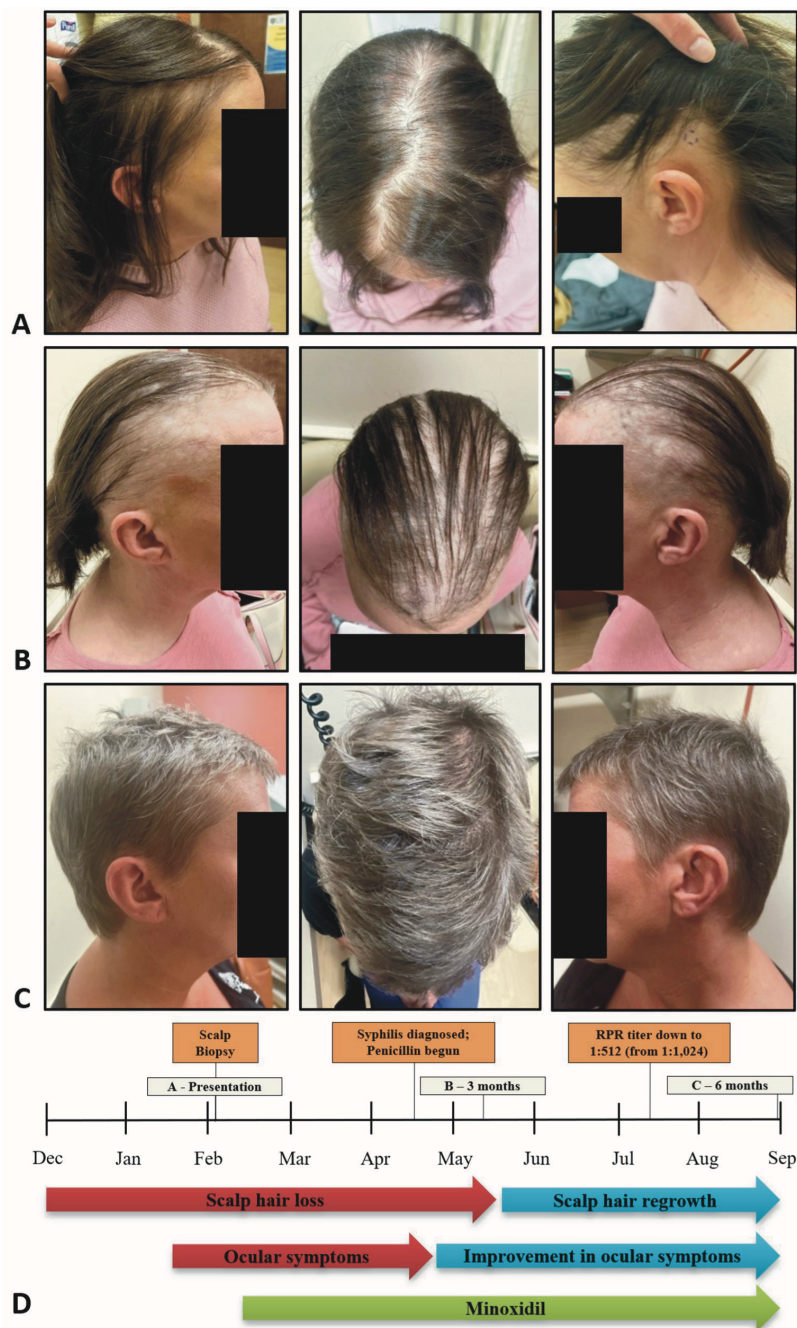 A
B
C
Scalp
Biopsy
Syphilis diagnosed;
Penicillin begun
RPR titer down to
1:512 (from 1:1,024)
A - Presentation
B – 3 months
C – 6 months
Dec Jan Feb Mar Apr May Jun Jul Aug Sep
Scalp hair loss
Scalp hair regrowth
Ocular symptoms
Improvement in ocular symptoms
D
Minoxidil